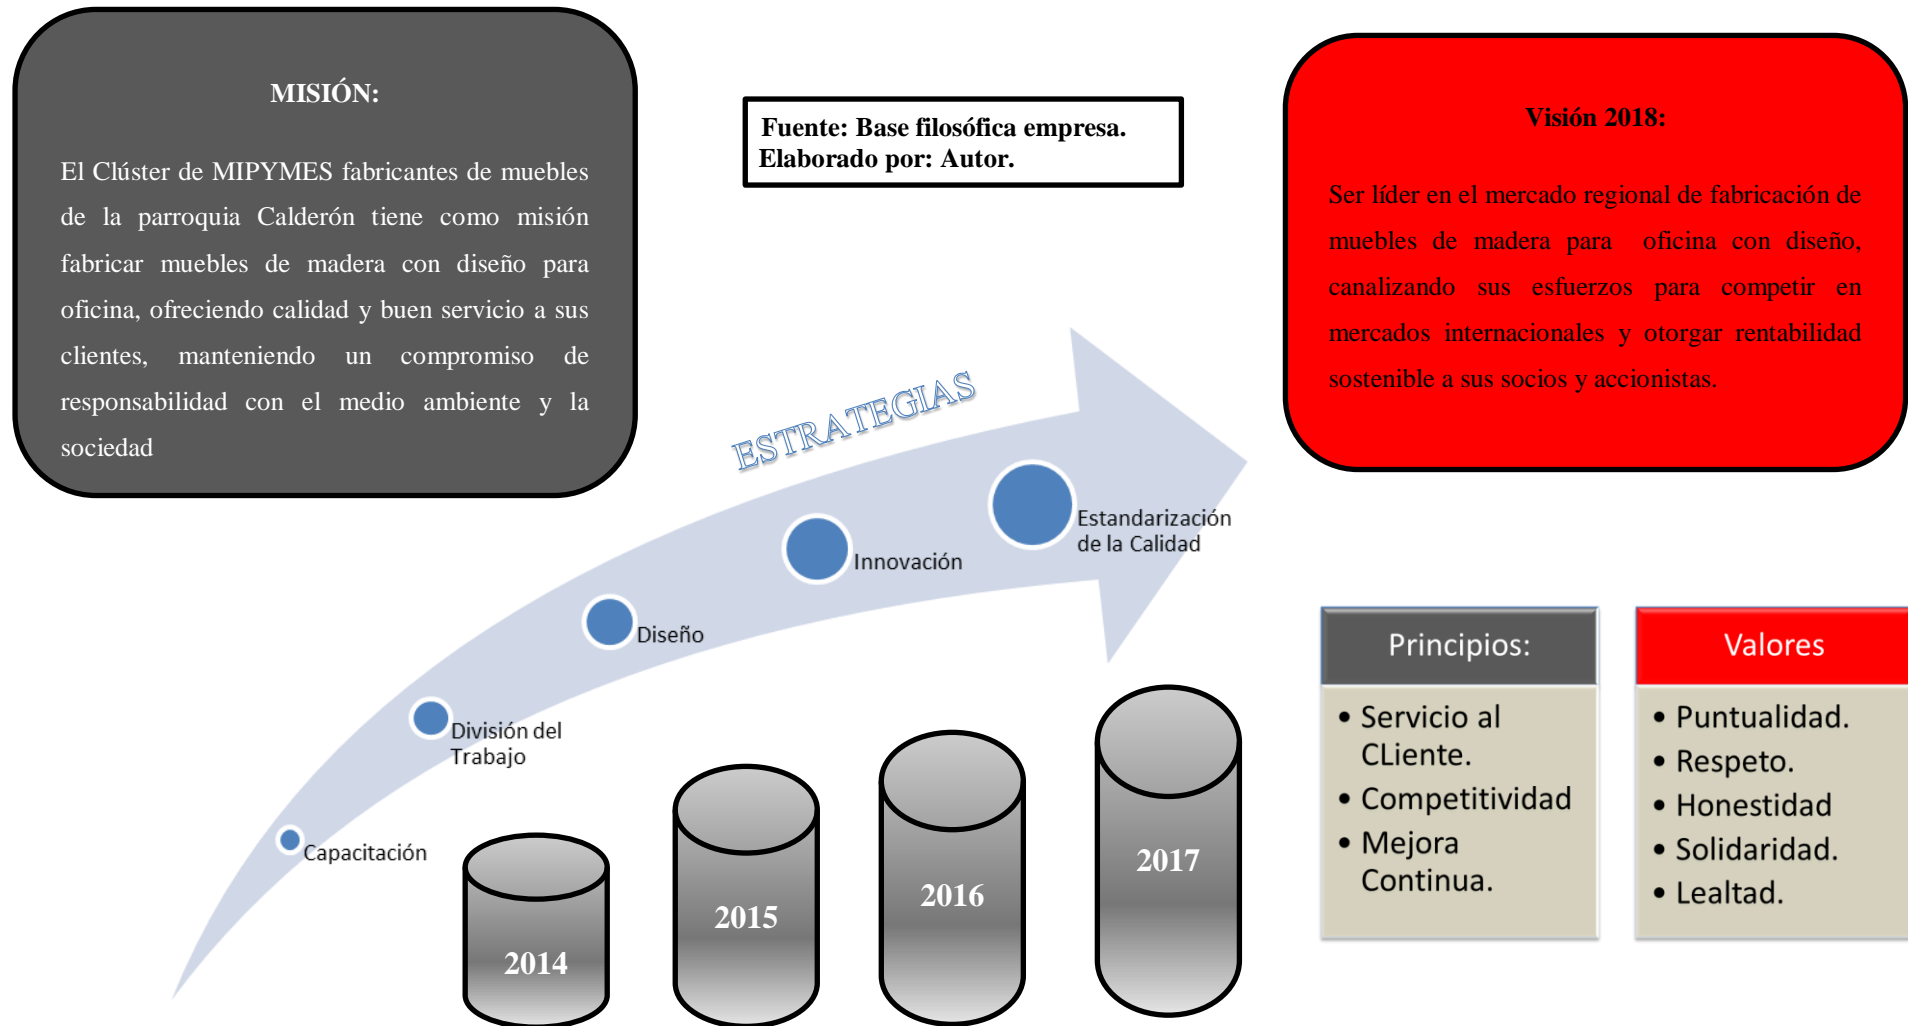 MISIÓN:
El Clúster de MIPYMES fabricantes de muebles
de la parroquia Calderón tiene como misión
fabricar muebles de madera con diseño para
oficina, ofreciendo calidad y buen servicio a sus
clientes, manteniendo un compromiso de
responsabilidad con el medio ambiente y la
sociedad
Fuente: Base filosófica empresa.
Elaborado por: Autor.
Visión 2018:
Ser líder en el mercado regional de fabricación de
muebles de madera para oficina con diseño,
canalizando sus esfuerzos para competir en
mercados internacionales y otorgar rentabilidad
sostenible a sus socios y accionistas.
ESTRATEGIAS
Capacitación
División del
Trabajo
Diseño
Innovación
Estandarización
de la Calidad
2014
2015
2016
2017
Principios:
• Servicio al
CLiente.
• Competitividad
• Mejora
Continua.
Valores
• Puntualidad.
• Respeto.
• Honestidad
• Solidaridad.
• Lealtad.